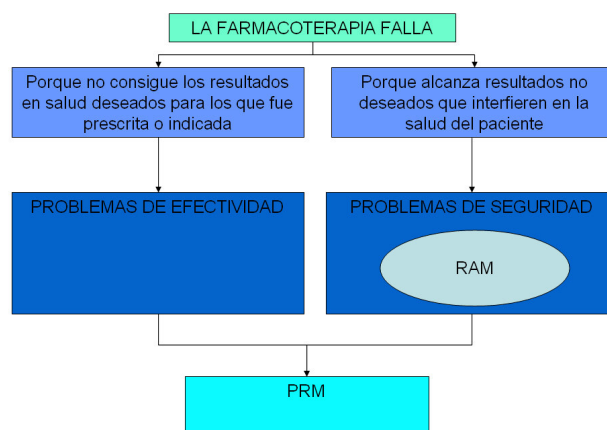 LA FARMACOTERAPIA FALLA
Porque no consigue los resultados
en salud deseados para los que fue
prescrita o indicada
Porque alcanza resultados no
deseados que interfieren en la
salud del paciente
PROBLEMAS DE EFECTIVIDAD
PROBLEMAS DE SEGURIDAD
RAM
PRM